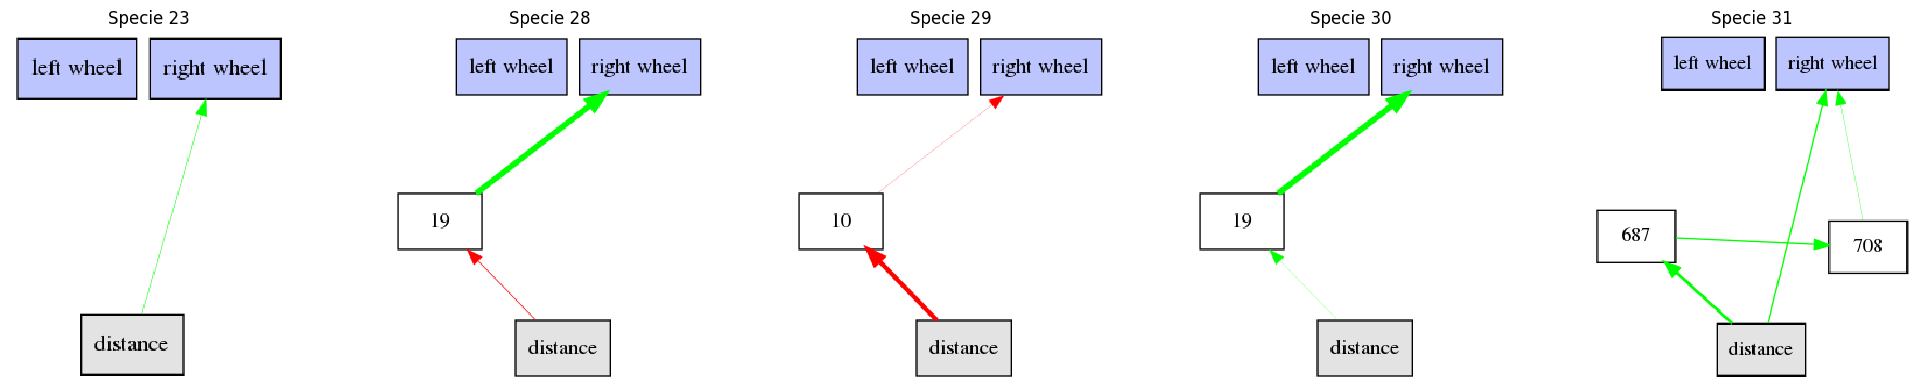 Specie 23
left wheel
right wheel
distance
Specie 28
left wheel
right wheel
19
distance
Specie 29
left wheel
right wheel
10
distance
Specie 30
left wheel
right wheel
19
distance
Specie 31
left wheel
right wheel
687
708
distance